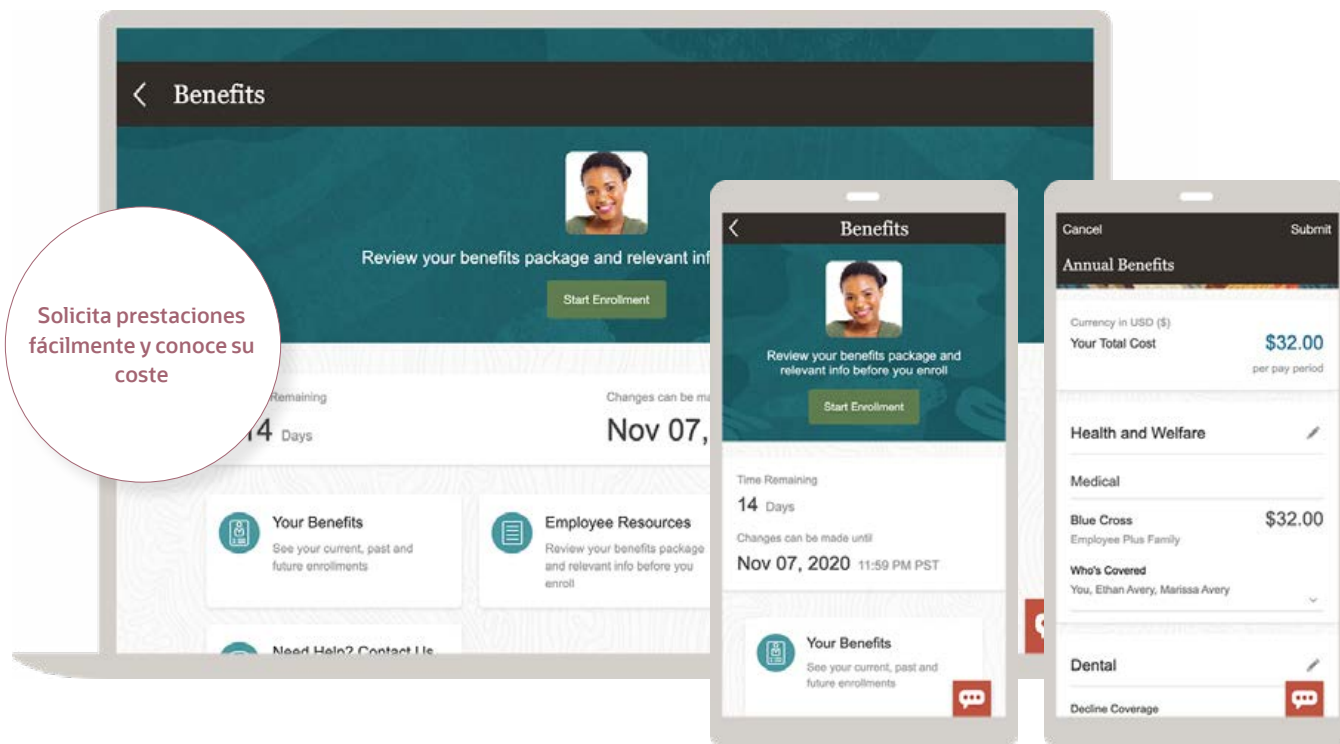 Benefits
Review your benefits package and relevant inf
Start Enrollment
Solicita prestaciones
fácilmente y conoce su
coste
Remaining
14 Days
Changes can be ma
Nov 07,
Your Benefits
See your current, past and
future enrollments
Employee Resources
Review your benefits package
and relevant info before you
enroll
Need Help? Contact Us
Benefits
Review your benefits package and
relevant info before you enroll
Start Enrollment
Time Remaining
14 Days
Changes can be made until
Nov 07, 2020 11:59 PM PST
Your Benefits
See your current, past and
future enrollments
Cancel Submit
Annual Benefits
Currency in USD ($)
Your Total Cost $32.00
per pay period
Health and Welfare
Medical
Blue Cross $32.00
Employee Plus Family
Who's Covered
You, Ethan Avery, Marissa Avery
Dental
Decline Coverage